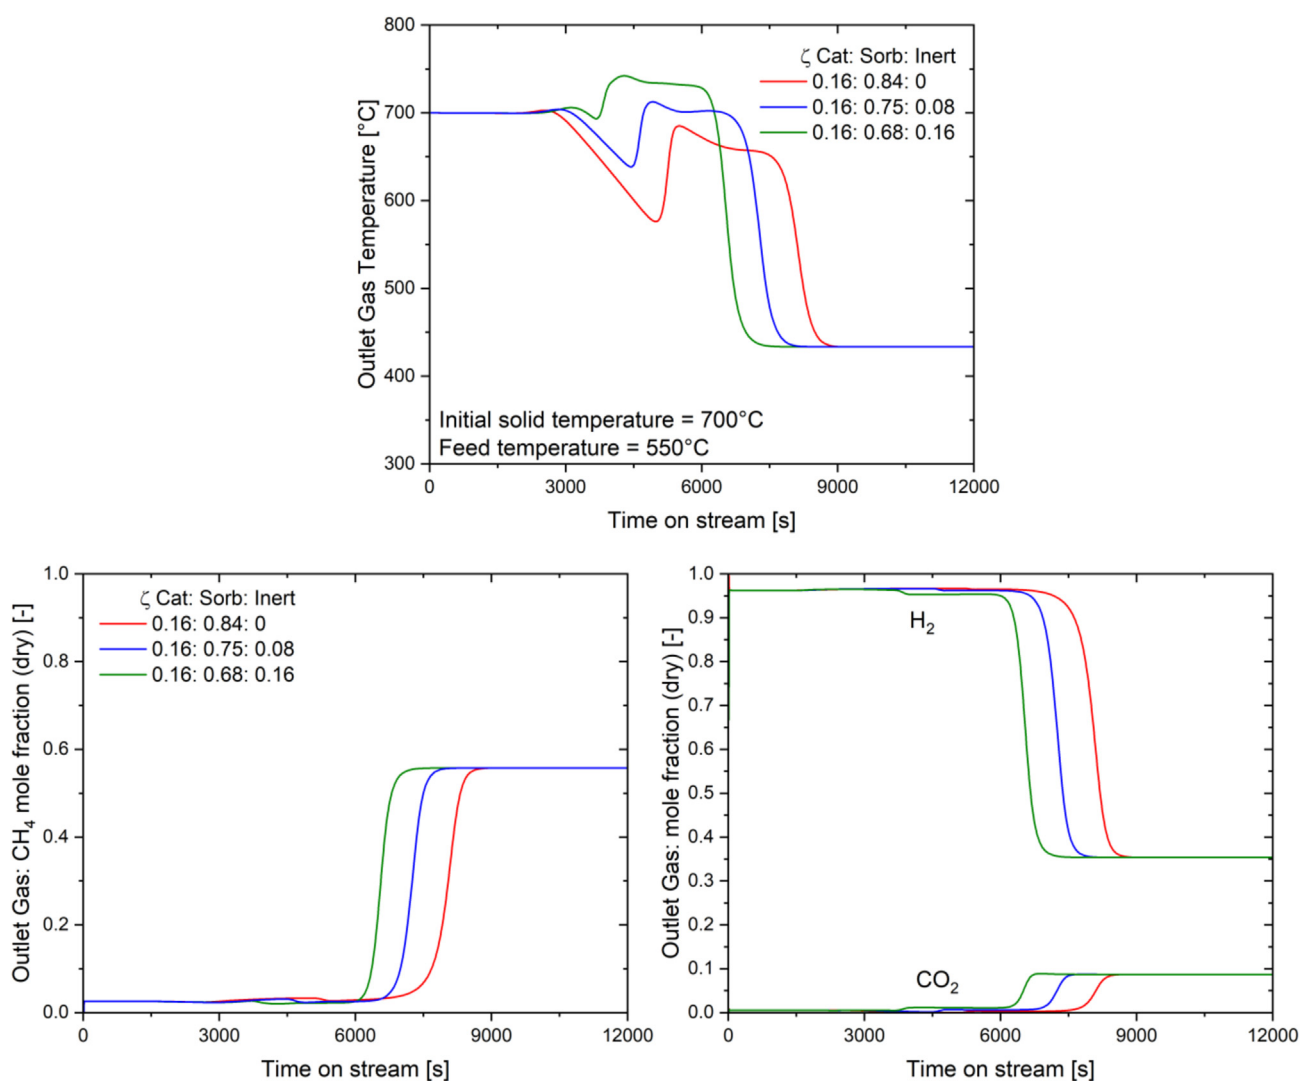 800
700
600
500
400
300
Outlet Gas Temperature [°C]
ζ Cat: Sorb: Inert
0.16: 0.84: 0
0.16: 0.75: 0.08
0.16: 0.68: 0.16
Initial solid temperature = 700°C
Feed temperature = 550°C
0 3000 6000 9000 12000
Time on stream [s]
1.0
0.8
0.6
0.4
0.2
0.0
Outlet Gas: CH₄ mole fraction (dry) [-]
ζ Cat: Sorb: Inert
0.16: 0.84: 0
0.16: 0.75: 0.08
0.16: 0.68: 0.16
0 3000 6000 9000 12000
Time on stream [s]
1.0
0.9
0.8
0.7
0.6
0.5
0.4
0.3
0.2
0.1
0.0
Outlet Gas: mole fraction (dry) [-]
H₂
CO₂
0 3000 6000 9000 12000
Time on stream [s]